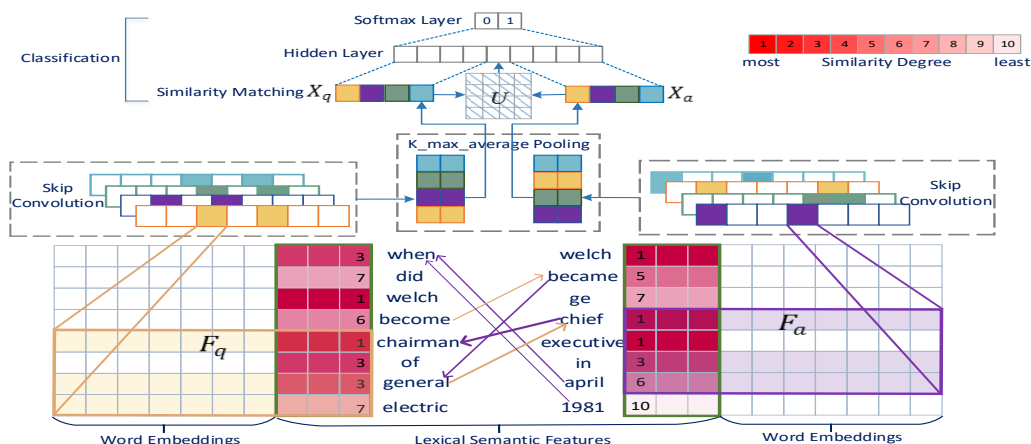 Softmax Layer 0 1
Classification
Hidden Layer
1 2 3 4 5 6 7 8 9 10
most Similarity Degree least
Similarity Matching X_q U X_a
K_max_average Pooling
Skip Convolution
Skip Convolution
3 when welch 1
7 did became 5
1 welch ge 7
6 become chief 1
F_q 1 chairman executive 1 F_a
3 of in 3
3 general april 6
7 electric 1981 10
Word Embeddings Lexical Semantic Features Word Embeddings